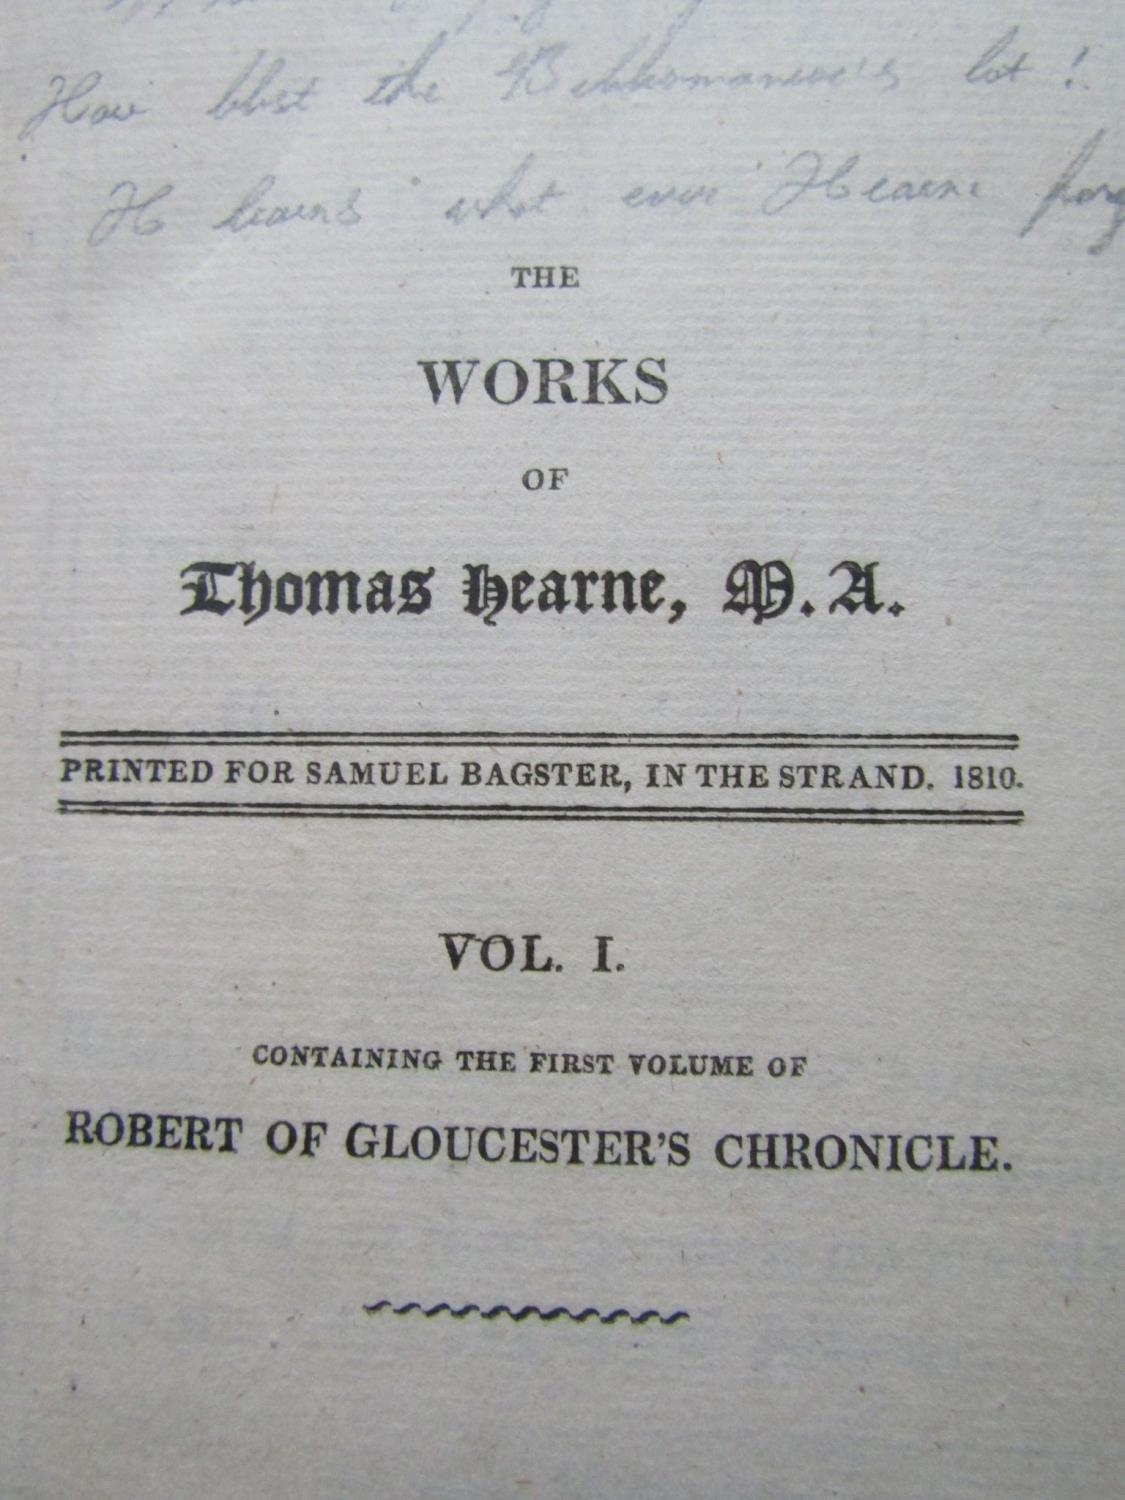 How blest the Bibliomaniac's lot!
He learns what ever Hearne
THE
WORKS
OF
Thomas Hearne, M.A.
PRINTED FOR SAMUEL BAGSTER, IN THE STRAND. 1810.
VOL. I.
CONTAINING THE FIRST VOLUME OF
ROBERT OF GLOUCESTER'S CHRONICLE.